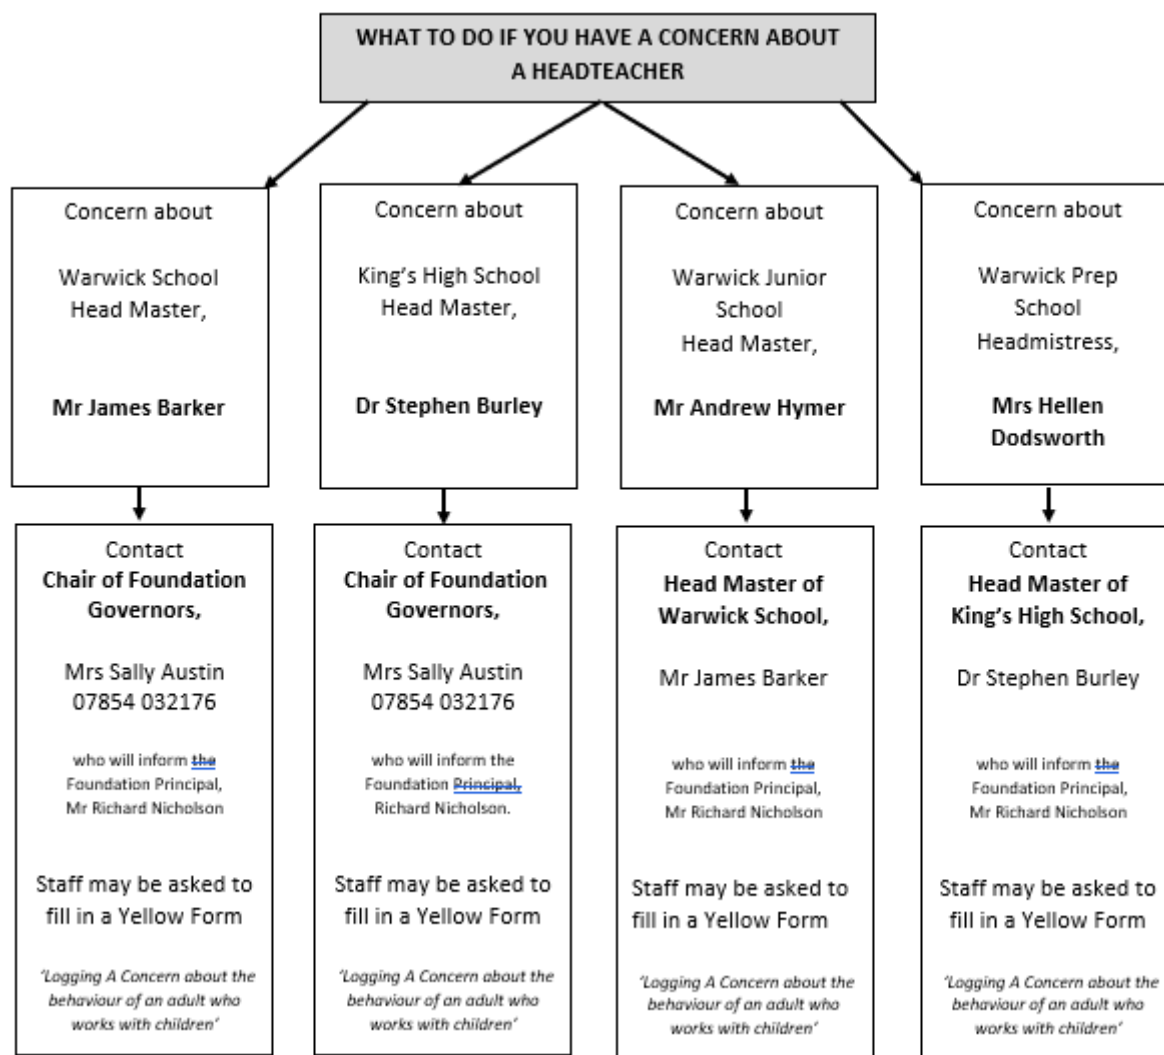 WHAT TO DO IF YOU HAVE A CONCERN ABOUT
A HEADTEACHER
Concern about
Warwick School
Head Master,
Mr James Barker
Concern about
King's High School
Head Master,
Dr Stephen Burley
Concern about
Warwick Junior
School
Head Master,
Mr Andrew Hymer
Concern about
Warwick Prep
School
Headmistress,
Mrs Hellen
Dodsworth
Contact
Chair of Foundation
Governors,
Mrs Sally Austin
07854 032176
who will inform the
Foundation Principal,
Mr Richard Nicholson
Staff may be asked to
fill in a Yellow Form
'Logging A Concern about the
behaviour of an adult who
works with children'
Contact
Chair of Foundation
Governors,
Mrs Sally Austin
07854 032176
who will inform the
Foundation Principal,
Richard Nicholson.
Staff may be asked to
fill in a Yellow Form
'Logging A Concern about the
behaviour of an adult who
works with children'
Contact
Head Master of
Warwick School,
Mr James Barker
who will inform the
Foundation Principal,
Mr Richard Nicholson
Staff may be asked to
fill in a Yellow Form
'Logging A Concern about the
behaviour of an adult who
works with children'
Contact
Head Master of
King's High School,
Dr Stephen Burley
who will inform the
Foundation Principal,
Mr Richard Nicholson
Staff may be asked to
fill in a Yellow Form
'Logging A Concern about the
behaviour of an adult who
works with children'